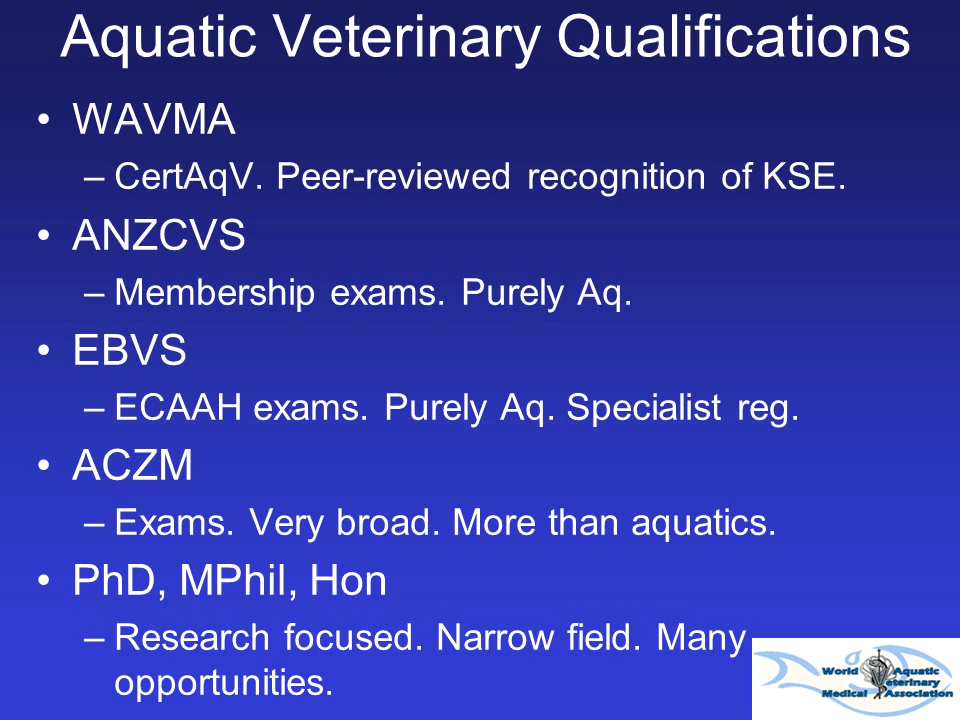 Aquatic Veterinary Qualifications
• WAVMA
– CertAqV. Peer-reviewed recognition of KSE.
• ANZCVS
– Membership exams. Purely Aq.
• EBVS
– ECAAH exams. Purely Aq. Specialist reg.
• ACZM
– Exams. Very broad. More than aquatics.
• PhD, MPhil, Hon
– Research focused. Narrow field. Many
opportunities.
World Aquatic
Veterinary
Medical Association